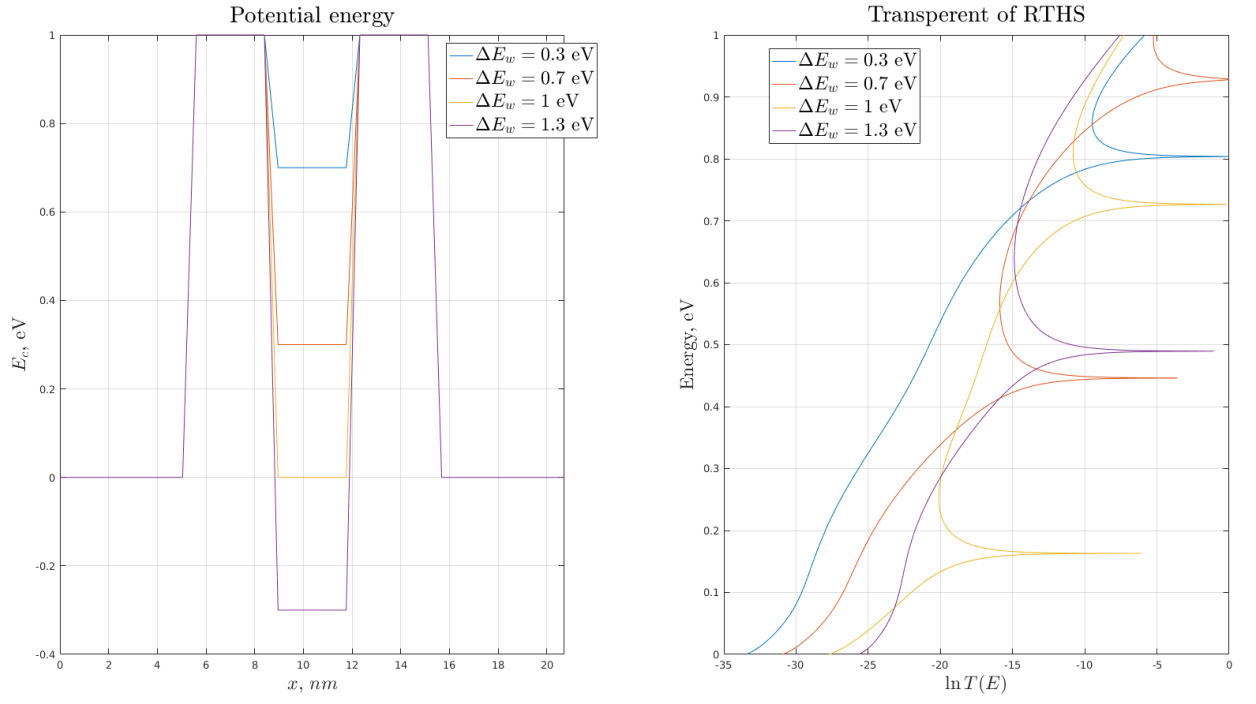 Potential energy
1
0.8
0.6
0.4
0.2
0
-0.2
-0.4
E_c, eV
0 2 4 6 8 10 12 14 16 18 20
x, nm
ΔE_w = 0.3 eV
ΔE_w = 0.7 eV
ΔE_w = 1 eV
ΔE_w = 1.3 eV
Transperent of RTHS
1
0.9
0.8
0.7
0.6
0.5
0.4
0.3
0.2
0.1
0
Energy, eV
-35 -30 -25 -20 -15 -10 -5 0
ln T(E)
ΔE_w = 0.3 eV
ΔE_w = 0.7 eV
ΔE_w = 1 eV
ΔE_w = 1.3 eV